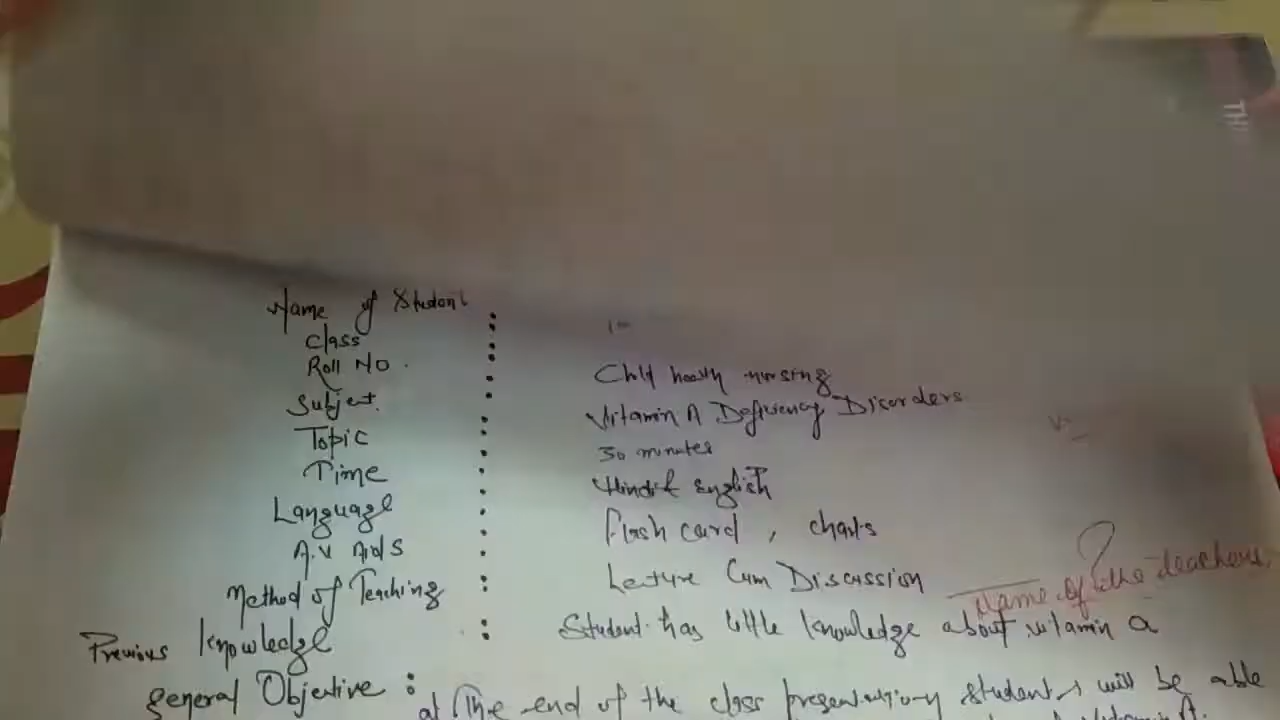 TH
Name of Student :
Class :
Roll No. :
Subject : Child health nursing
Topic : Vitamin A Deficiency Disorders
Time : 30 minutes
Language : Hindi & English
A.V Aids : flash card, charts
Method of Teaching : Lecture Cum Discussion
? Name of the teachers.
Previous knowledge : Student has little knowledge about vitamin a
general Objective : at the end of the class presentation students will be able